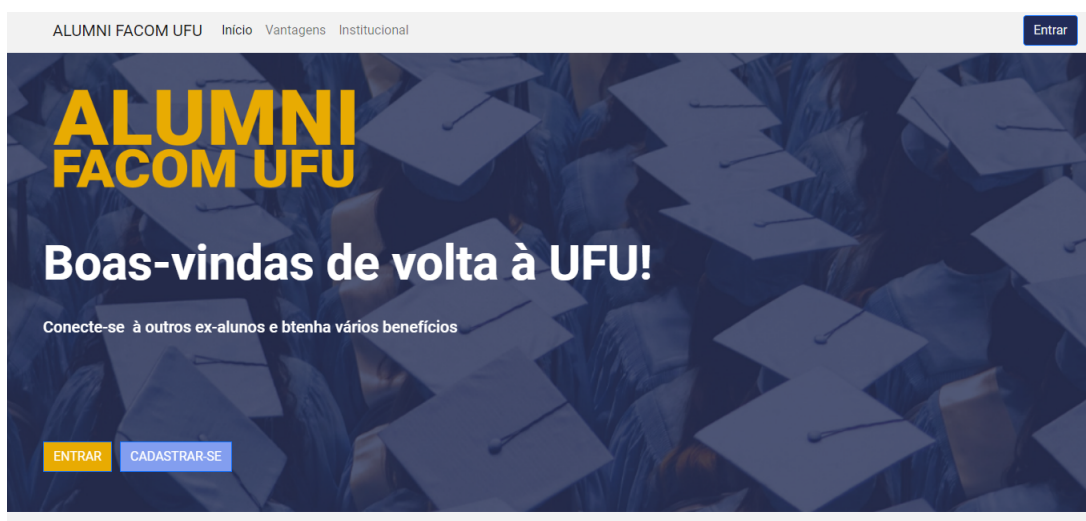 ALUMNI FACOM UFU Início Vantagens Institucional Entrar
ALUMNI
FACOM UFU
Boas-vindas de volta à UFU!
Conecte-se à outros ex-alunos e btenha vários benefícios
ENTRAR CADASTRAR-SE